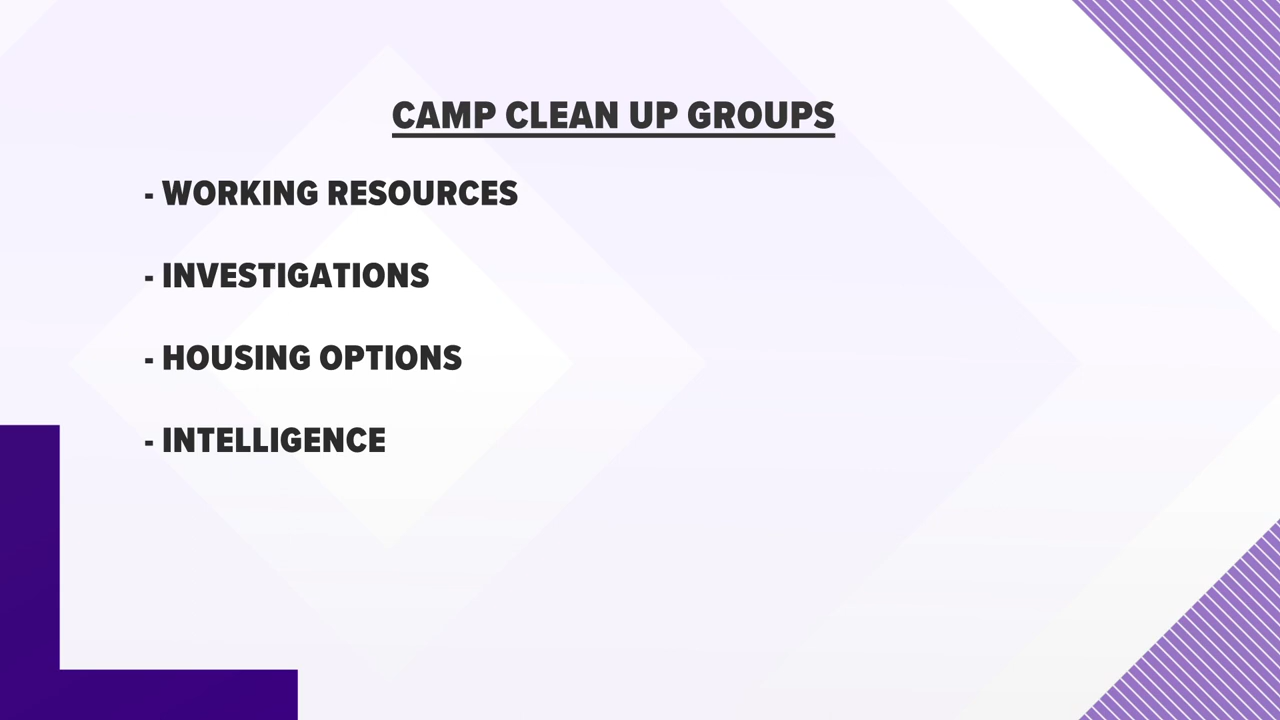 CAMP CLEAN UP GROUPS
- WORKING RESOURCES
- INVESTIGATIONS
- HOUSING OPTIONS
- INTELLIGENCE